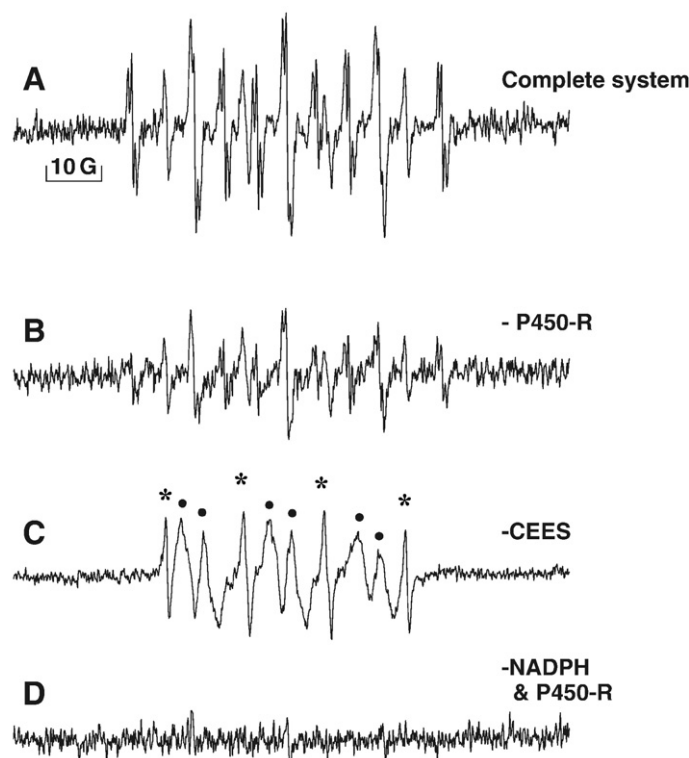 A
Complete system
10 G
B
- P450-R
* * * *
• • • • • •
C
-CEES
D
-NADPH
& P450-R